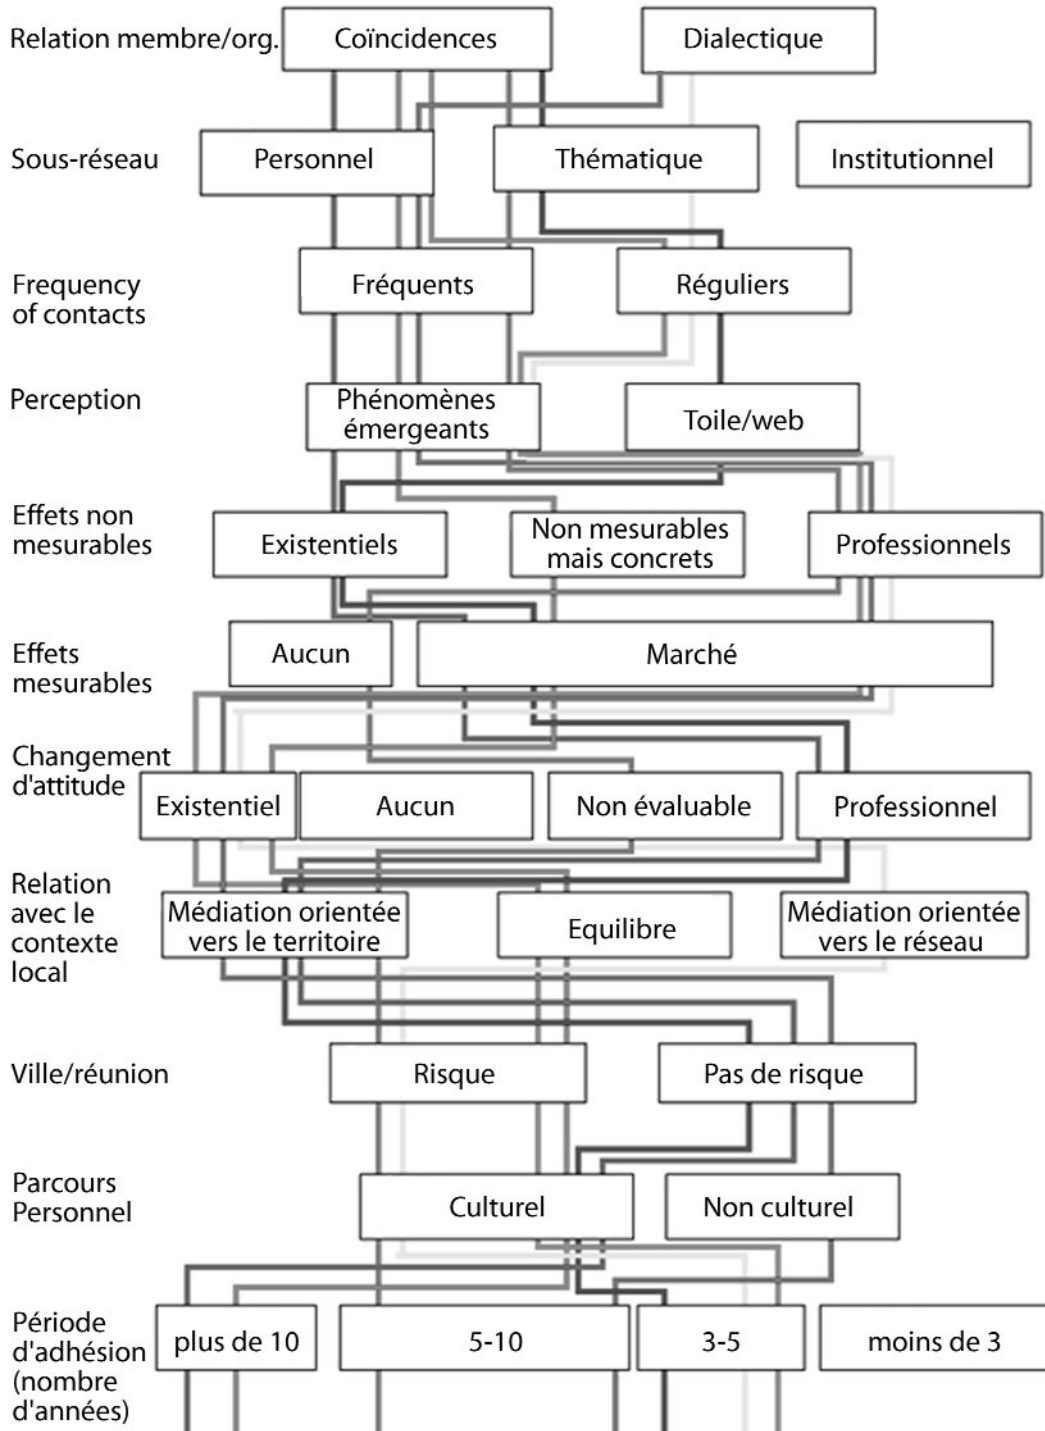 Relation membre/org.
Coïncidences
Dialectique
Sous-réseau
Personnel
Thématique
Institutionnel
Frequency
of contacts
Fréquents
Réguliers
Perception
Phénomènes
émergeants
Toile/web
Effets non
mesurables
Existentiels
Non mesurables
mais concrets
Professionnels
Effets
mesurables
Aucun
Marché
Changement
d'attitude
Existentiel
Aucun
Non évaluable
Professionnel
Relation
avec le
contexte
local
Médiation orientée
vers le territoire
Equilibre
Médiation orientée
vers le réseau
Ville/réunion
Risque
Pas de risque
Parcours
Personnel
Culturel
Non culturel
Période
d'adhésion
(nombre
d'années)
plus de 10
5-10
3-5
moins de 3